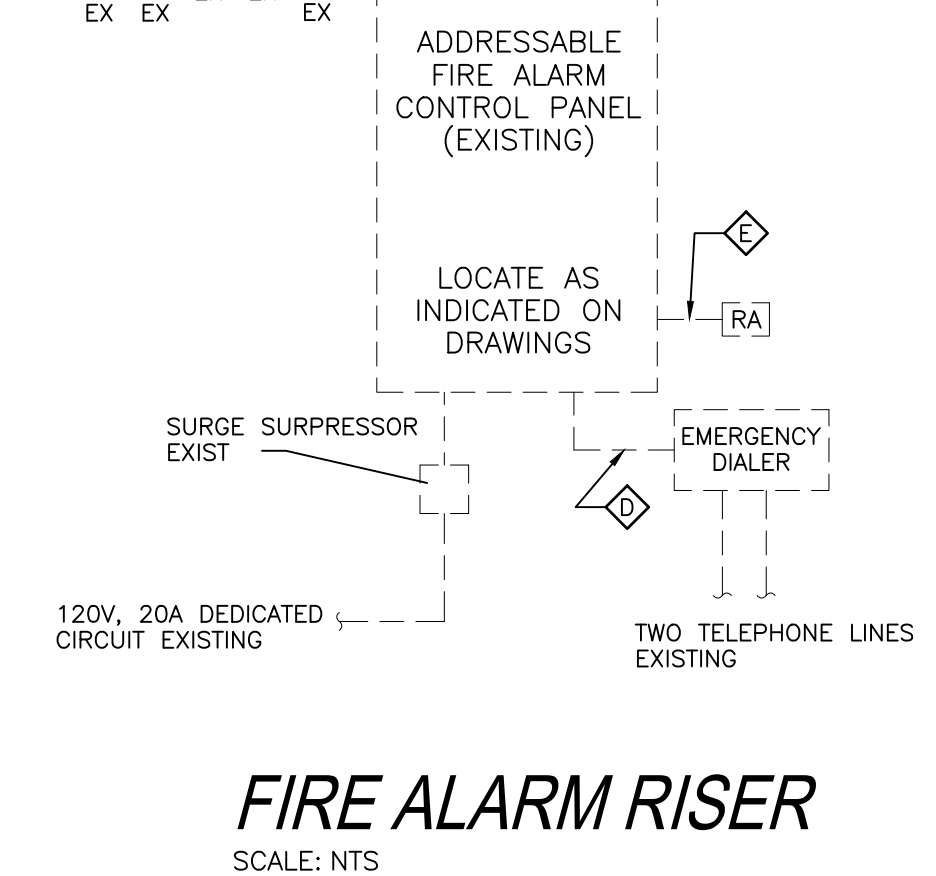 EX EX EX
ADDRESSABLE
FIRE ALARM
CONTROL PANEL
(EXISTING)
LOCATE AS
INDICATED ON
DRAWINGS
E
RA
SURGE SURPRESSOR
EXIST
EMERGENCY
DIALER
D
120V, 20A DEDICATED
CIRCUIT EXISTING
TWO TELEPHONE LINES
EXISTING
FIRE ALARM RISER
SCALE: NTS